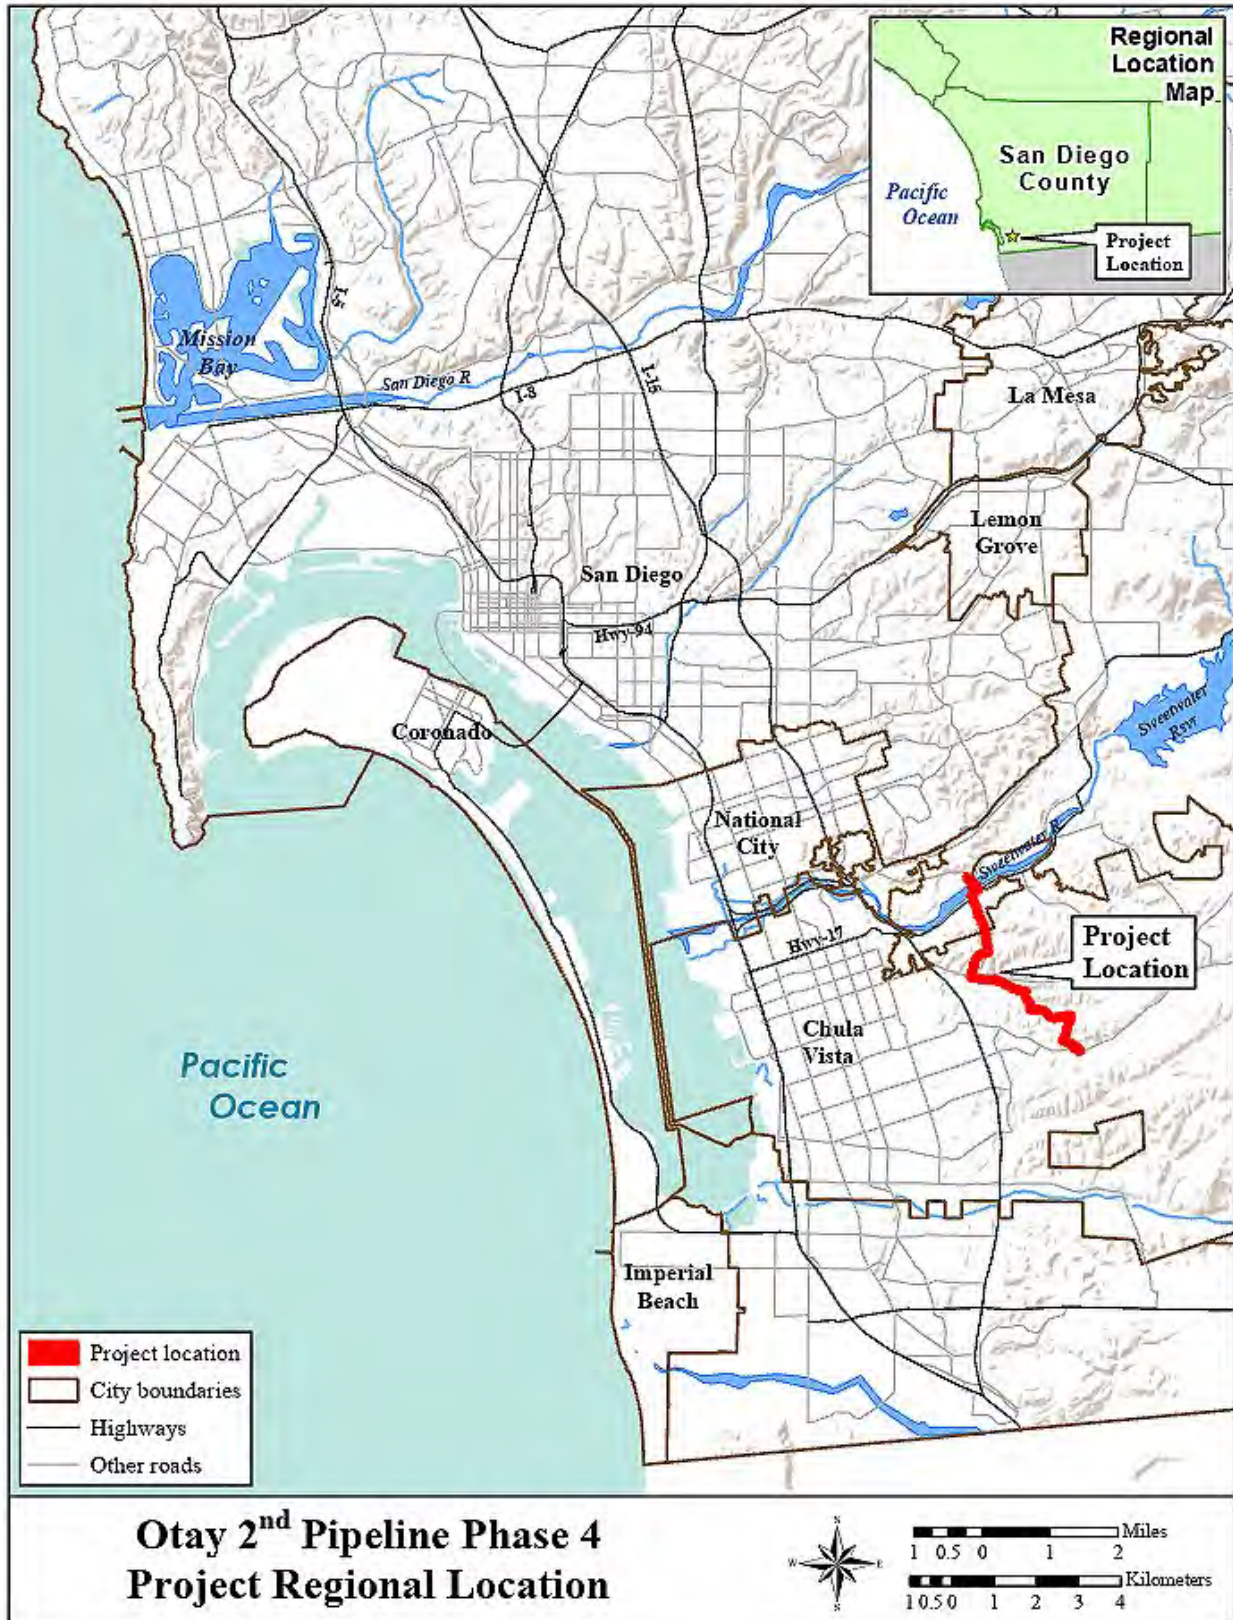 Regional
Location
Map
San Diego
County
Pacific
Ocean
Project
Location
I-5
Mission
Bay
San Diego R
I-8
I-15
La Mesa
Lemon
Grove
San Diego
Hwy-94
Sweetwater
Rsvr
Coronado
National
City
Sweetwater R
Hwy-17
Project
Location
Chula
Vista
Pacific
Ocean
Imperial
Beach
Project location
City boundaries
Highways
Other roads
Otay 2nd Pipeline Phase 4
Project Regional Location
N
W E
S
Miles
1 0.5 0 1 2
Kilometers
1 0.5 0 1 2 3 4